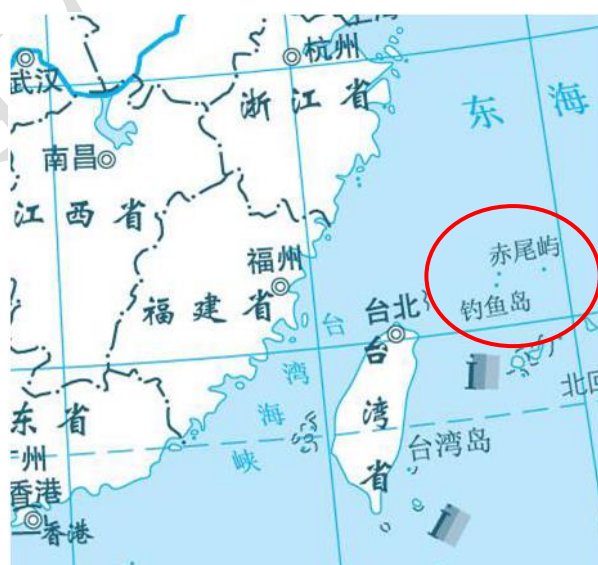 武汉
杭州
浙江省
东海
南昌
江西省
赤尾屿
福州
钓鱼岛
福建省
台北
台湾海峡
台湾省
北回
东省
台湾岛
州
香港
香港